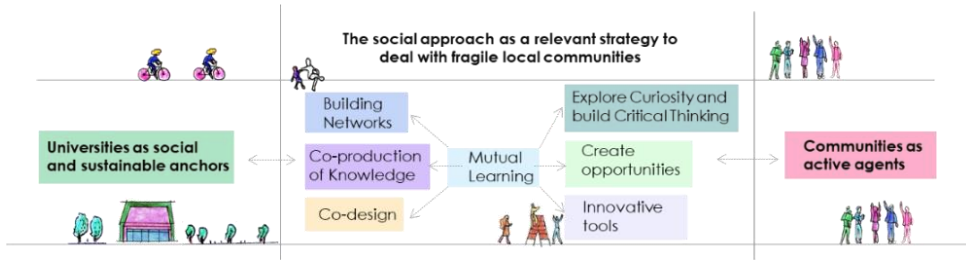 The social approach as a relevant strategy to
deal with fragile local communities
Universities as social
and sustainable anchors
Building
Networks
Co-production
of Knowledge
Co-design
Mutual
Learning
Explore Curiosity and
build Critical Thinking
Create
opportunities
Innovative
tools
Communities as
active agents